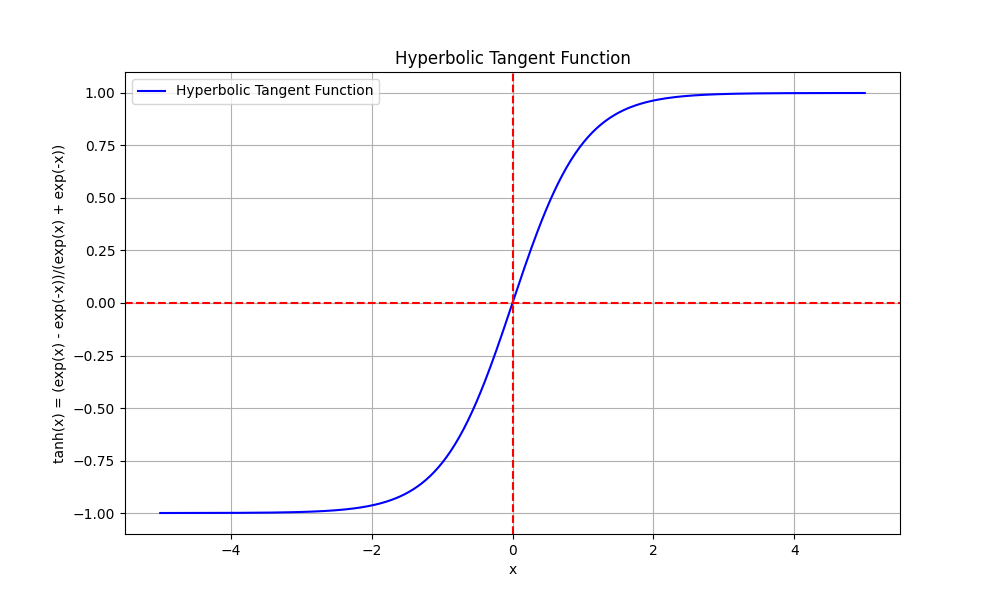 Hyperbolic Tangent Function
Hyperbolic Tangent Function
tanh(x) = (exp(x) - exp(-x))/(exp(x) + exp(-x))
1.00
0.75
0.50
0.25
0.00
−0.25
−0.50
−0.75
−1.00
−4 −2 0 2 4
x